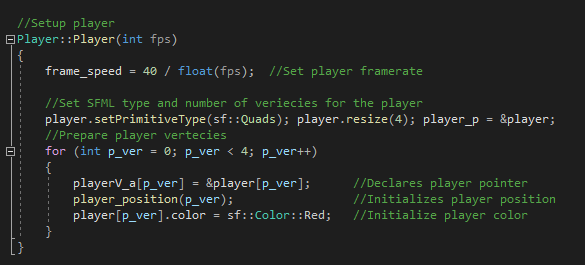 //Setup player
Player::Player(int fps)
{
frame_speed = 40 / float(fps);  //Set player framerate
//Set SFML type and number of veriecies for the player
player.setPrimitiveType(sf::Quads); player.resize(4); player_p = &player;
//Prepare player vertecies
for (int p_ver = 0; p_ver < 4; p_ver++)
{
playerV_a[p_ver] = &player[p_ver];      //Declares player pointer
player_position(p_ver);                 //Initializes player position
player[p_ver].color = sf::Color::Red;   //Initialize player color
}
}